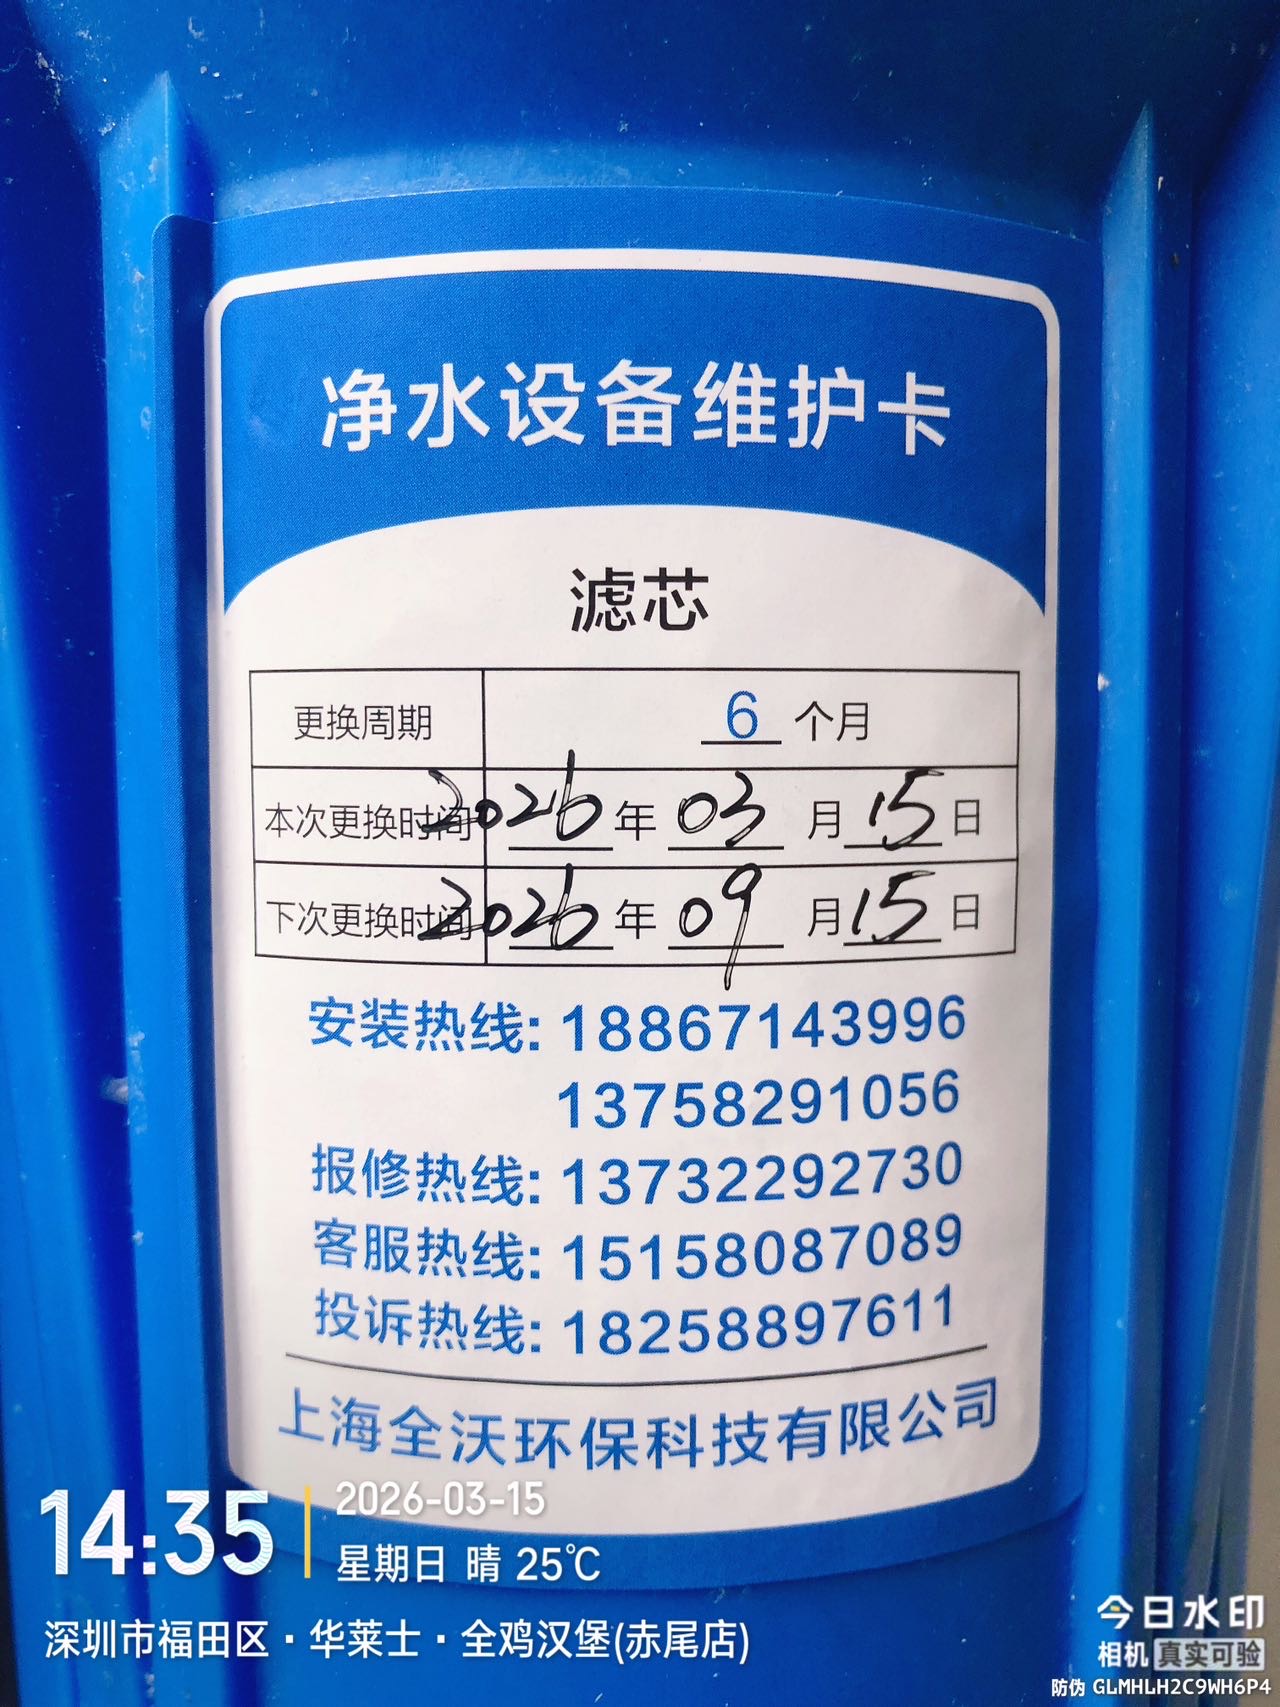 净水设备维护卡
滤芯
更换周期 6 个月
本次更换时间 2026 年 03 月 15 日
下次更换时间 2026 年 09 月 15 日
安装热线: 18867143996
13758291056
报修热线: 13732292730
客服热线: 15158087089
投诉热线: 18258897611
上海全沃环保科技有限公司
14:35
2026-03-15
星期日 晴 25℃
深圳市福田区·华莱士·全鸡汉堡(赤尾店)
今日水印
相机 真实可验
防伪 GLMHLH2C9WH6P4